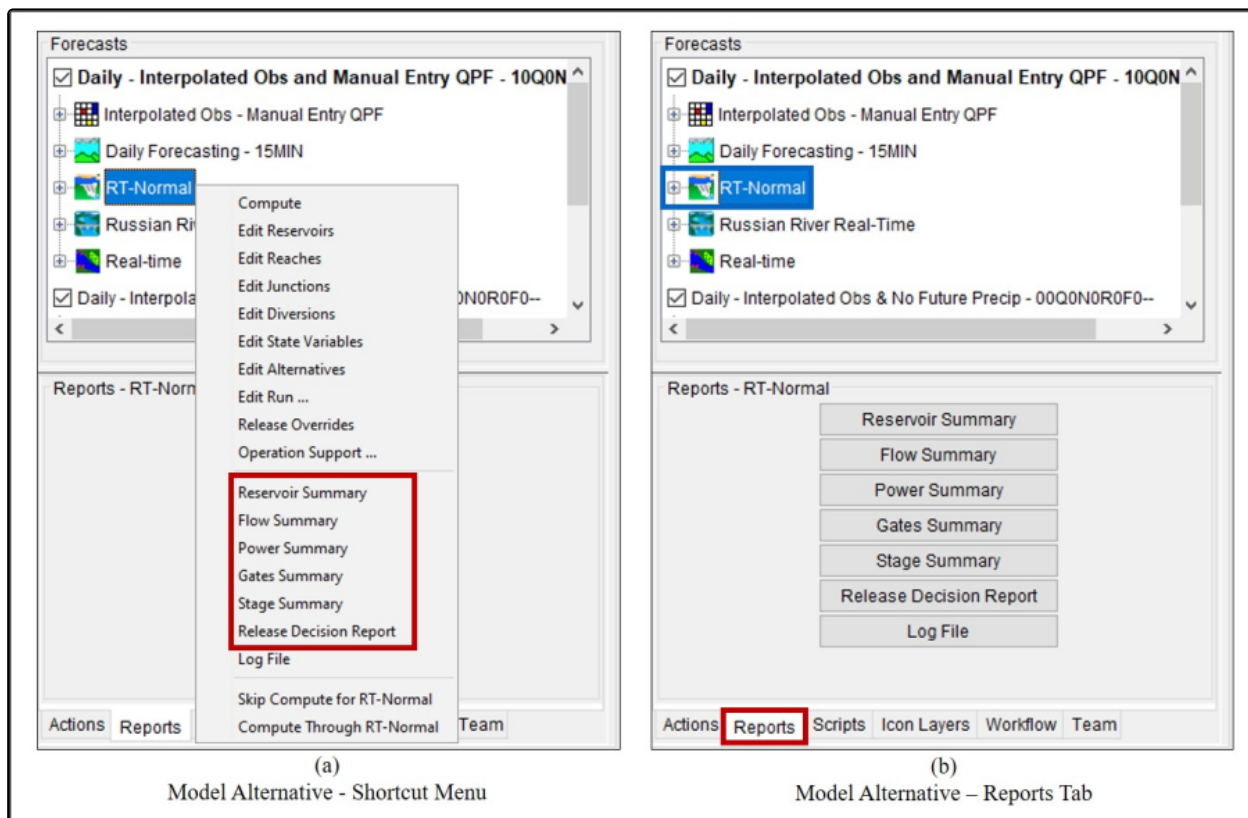 Forecasts
Daily - Interpolated Obs and Manual Entry QPF - 10Q0N
Interpolated Obs - Manual Entry QPF
Daily Forecasting - 15MIN
RT-Normal
Russian Ri
Real-time
Daily - Interpola
0N0R0F0--
Reports - RT-Norn
Compute
Edit Reservoirs
Edit Reaches
Edit Junctions
Edit Diversions
Edit State Variables
Edit Alternatives
Edit Run ...
Release Overrides
Operation Support ...
Reservoir Summary
Flow Summary
Power Summary
Gates Summary
Stage Summary
Release Decision Report
Log File
Skip Compute for RT-Normal
Compute Through RT-Normal
Actions Reports Team
(a)
Model Alternative - Shortcut Menu
Forecasts
Daily - Interpolated Obs and Manual Entry QPF - 10Q0N
Interpolated Obs - Manual Entry QPF
Daily Forecasting - 15MIN
RT-Normal
Russian River Real-Time
Real-time
Daily - Interpolated Obs & No Future Precip - 00Q0N0R0F0--
Reports - RT-Normal
Reservoir Summary
Flow Summary
Power Summary
Gates Summary
Stage Summary
Release Decision Report
Log File
Actions Reports Scripts Icon Layers Workflow Team
(b)
Model Alternative – Reports Tab